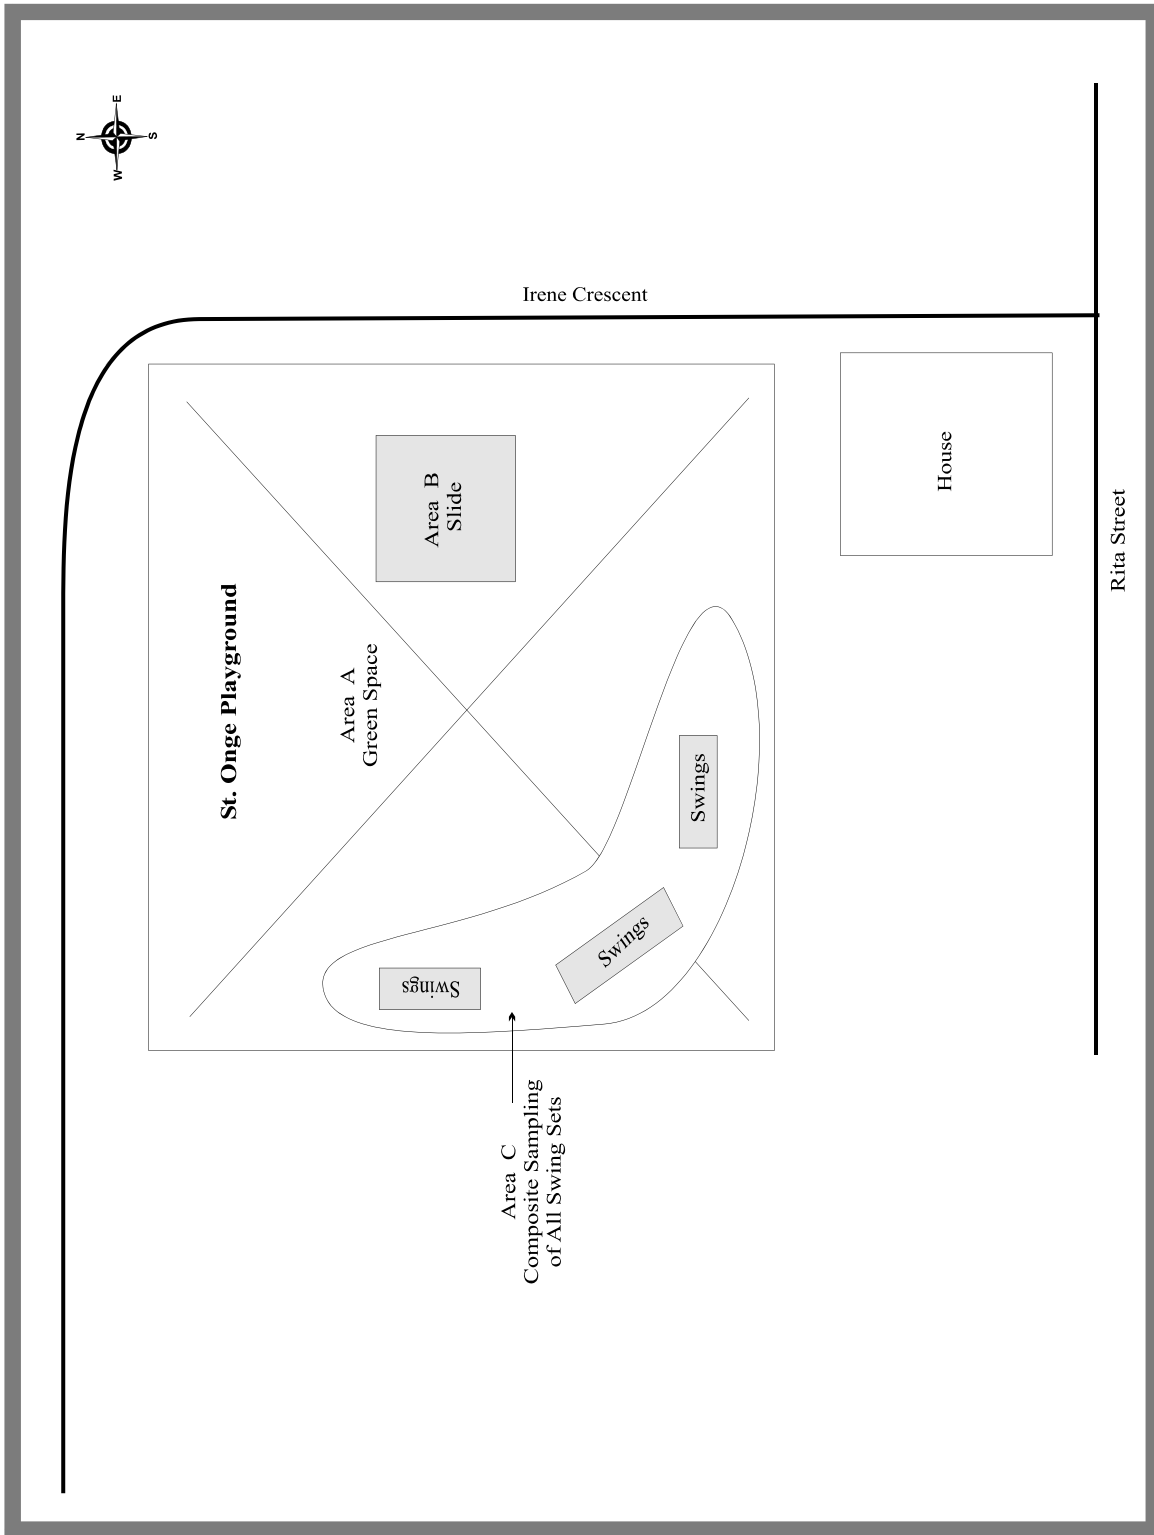 N
E
S
W
Irene Crescent
St. Onge Playground
Area A
Green Space
Area B
Slide
House
Rita Street
Swings
Swings
Swings
Area C
Composite Sampling
of All Swing Sets